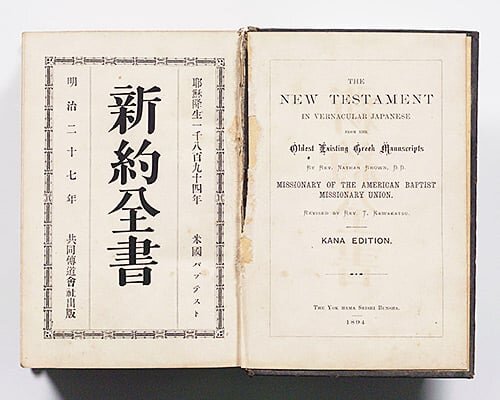 耶穌降生一千八百九十四年
米國バプテスト
新約全書
明治二十七年
共同傳道會社出版
THE
NEW TESTAMENT
IN VERNACULAR JAPANESE
FROM THE
Oldest Existing Greek Manuscripts
BY REV. NATHAN BROWN, D.D.
MISSIONARY OF THE AMERICAN BAPTIST
MISSIONARY UNION.
REVISED BY REV. T. KAWAKATSU.
KANA EDITION.
THE YOK HAMA SEISHI BUNSHA.
1894